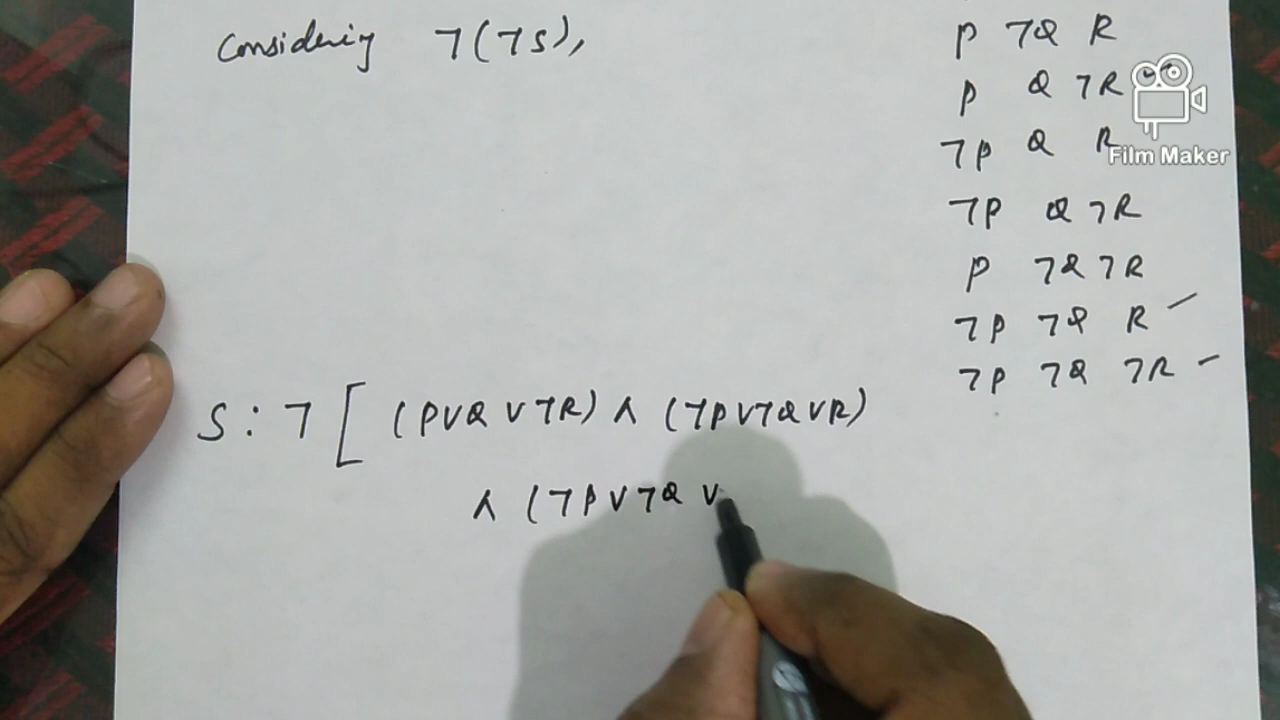 Considering ¬(¬S),
P ¬Q R
P Q ¬R
¬P Q R
Film Maker
¬P Q ¬R
P ¬Q ¬R
¬P ¬Q R
¬P ¬Q ¬R
S : ¬ [ (P∨Q ∨¬R) ∧ (¬P∨¬Q∨R)
∧ (¬P∨¬Q ∨